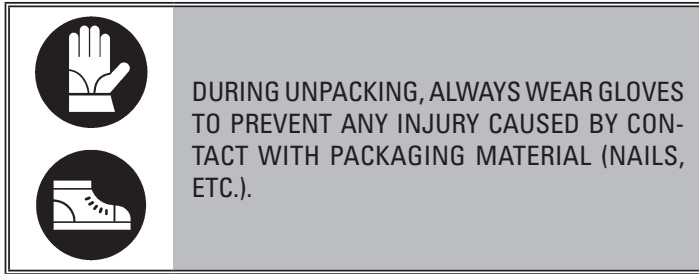 DURING UNPACKING, ALWAYS WEAR GLOVES
TO PREVENT ANY INJURY CAUSED BY CON-
TACT WITH PACKAGING MATERIAL (NAILS,
ETC.).